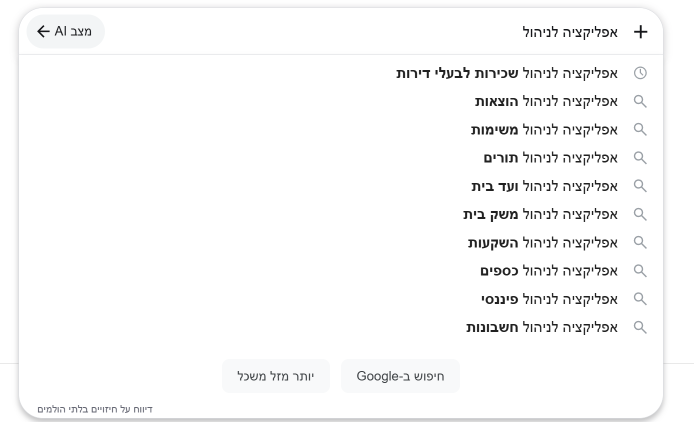 אפליקציה לניהול
מצב AI
אפליקציה לניהול שכירות לבעלי דירות
אפליקציה לניהול הוצאות
אפליקציה לניהול משימות
אפליקציה לניהול תורים
אפליקציה לניהול ועד בית
אפליקציה לניהול משק בית
אפליקציה לניהול השקעות
אפליקציה לניהול כספים
אפליקציה לניהול פיננסי
אפליקציה לניהול חשבונות
חיפוש ב-Google
יותר מזל משכל
דיווח על חיזויים בלתי הולמים